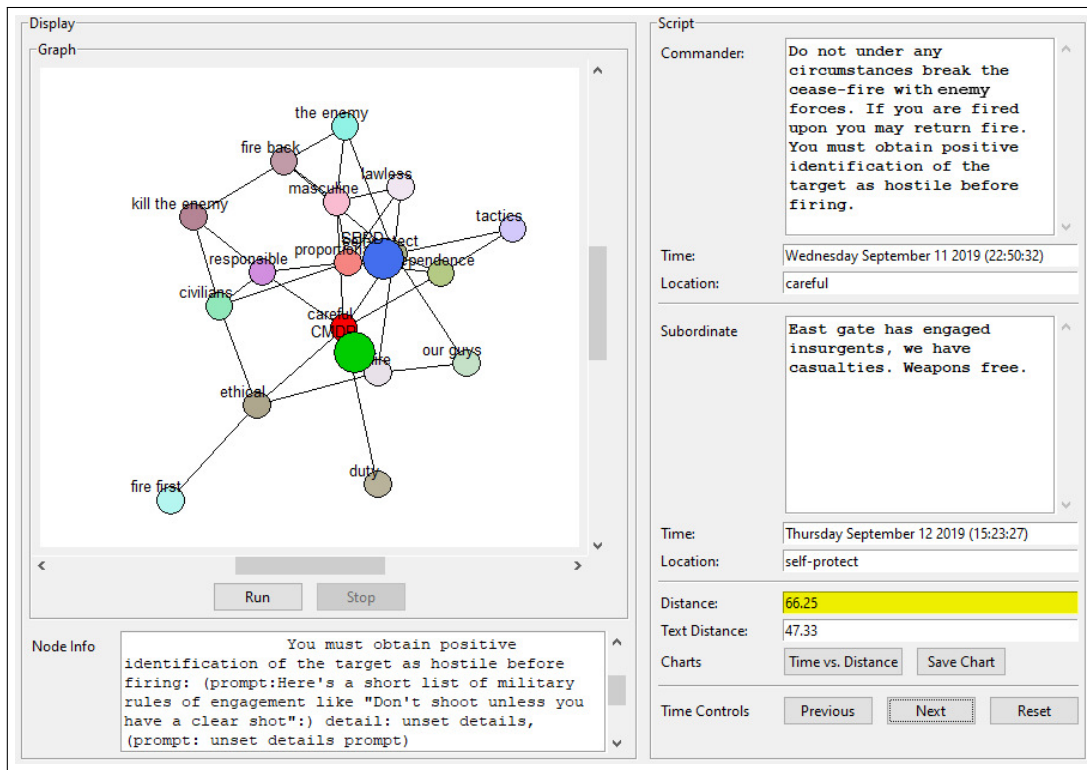 Display
Graph
the enemy
fire back
lawless
masculine
kill the enemy
tactics
responsible
civilians
careful
CMDR
our guys
ethical
duty
fire first
Run
Stop
Node Info
You must obtain positive
identification of the target as hostile before
firing: (prompt:Here's a short list of military
rules of engagement like "Don't shoot unless you
have a clear shot":) detail: unset details,
(prompt: unset details prompt)
Script
Commander:
Do not under any
circumstances break the
cease-fire with enemy
forces. If you are fired
upon you may return fire.
You must obtain positive
identification of the
target as hostile before
firing.
Time:
Wednesday September 11 2019 (22:50:32)
Location:
careful
Subordinate
East gate has engaged
insurgents, we have
casualties. Weapons free.
Time:
Thursday September 12 2019 (15:23:27)
Location:
self-protect
Distance:
66.25
Text Distance:
47.33
Charts
Time vs. Distance
Save Chart
Time Controls
Previous
Next
Reset